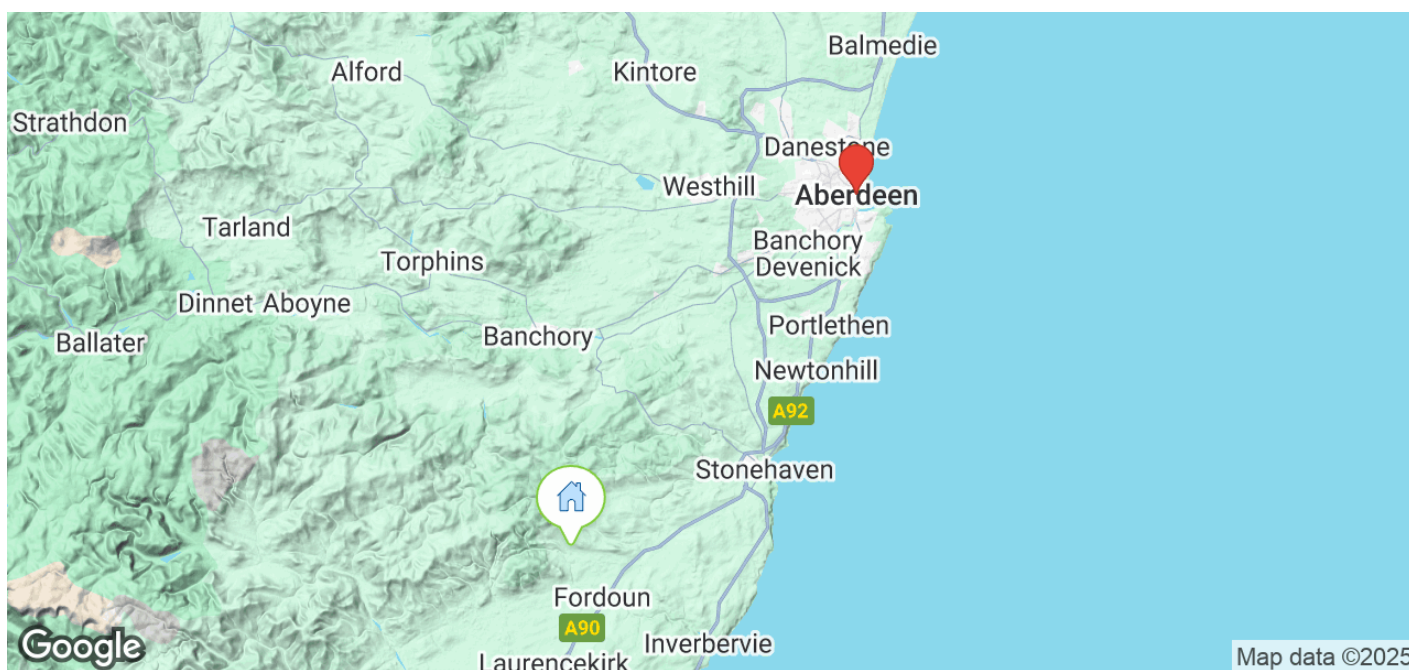 Balmedie
Alford
Kintore
Strathdon
Danestone
Westhill
Aberdeen
Tarland
Banchory
Devenick
Torphins
Dinnet
Aboyne
Portlethen
Banchory
Ballater
Newtonhill
A92
Stonehaven
Fordoun
A90
Inverbervie
Google
Laurencekirk
Map data ©2025